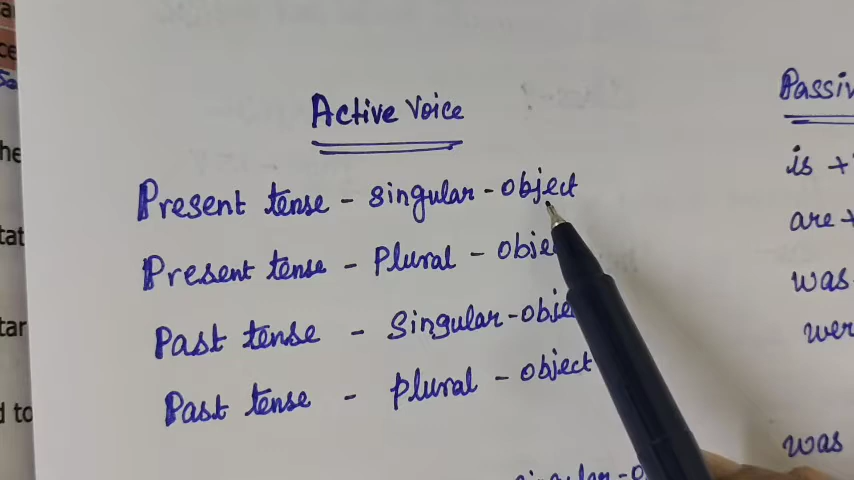 Active Voice
Present tense - singular - object
Present tense - Plural - obje
Past tense - Singular - obje
Past tense - plural - object
singular - o
Passiv
is +
are +
was
wer
was